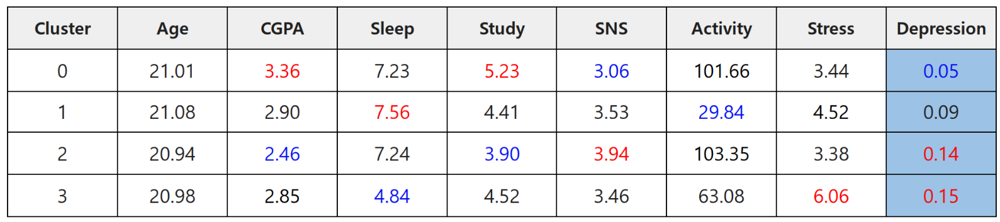 Cluster Age CGPA Sleep Study SNS Activity Stress Depression
0 21.01 3.36 7.23 5.23 3.06 101.66 3.44 0.05
1 21.08 2.90 7.56 4.41 3.53 29.84 4.52 0.09
2 20.94 2.46 7.24 3.90 3.94 103.35 3.38 0.14
3 20.98 2.85 4.84 4.52 3.46 63.08 6.06 0.15